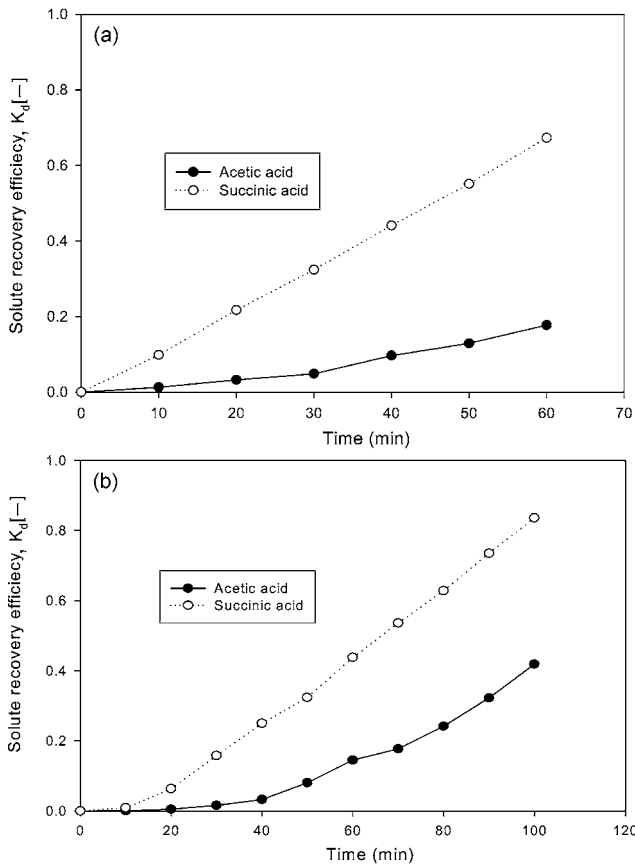 (a)
Solute recovery efficiecy, Kd[—]
1.0
0.8
0.6
0.4
0.2
0.0
Acetic acid
Succinic acid
0 10 20 30 40 50 60 70
Time (min)
(b)
Solute recovery efficiecy, Kd[—]
1.0
0.8
0.6
0.4
0.2
0.0
Acetic acid
Succinic acid
0 20 40 60 80 100 120
Time (min)